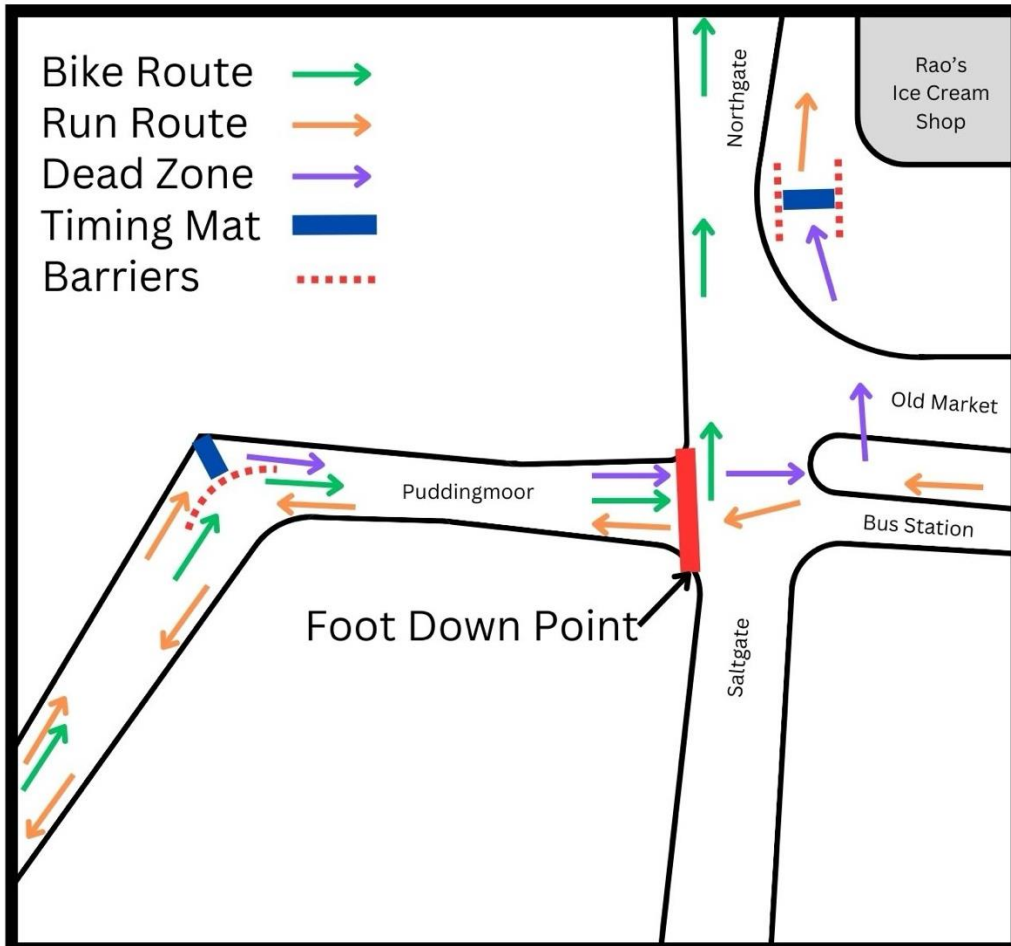 Bike Route
Run Route
Dead Zone
Timing Mat
Barriers
Northgate
Rao's
Ice Cream
Shop
Old Market
Puddingmoor
Bus Station
Foot Down Point
Saltgate